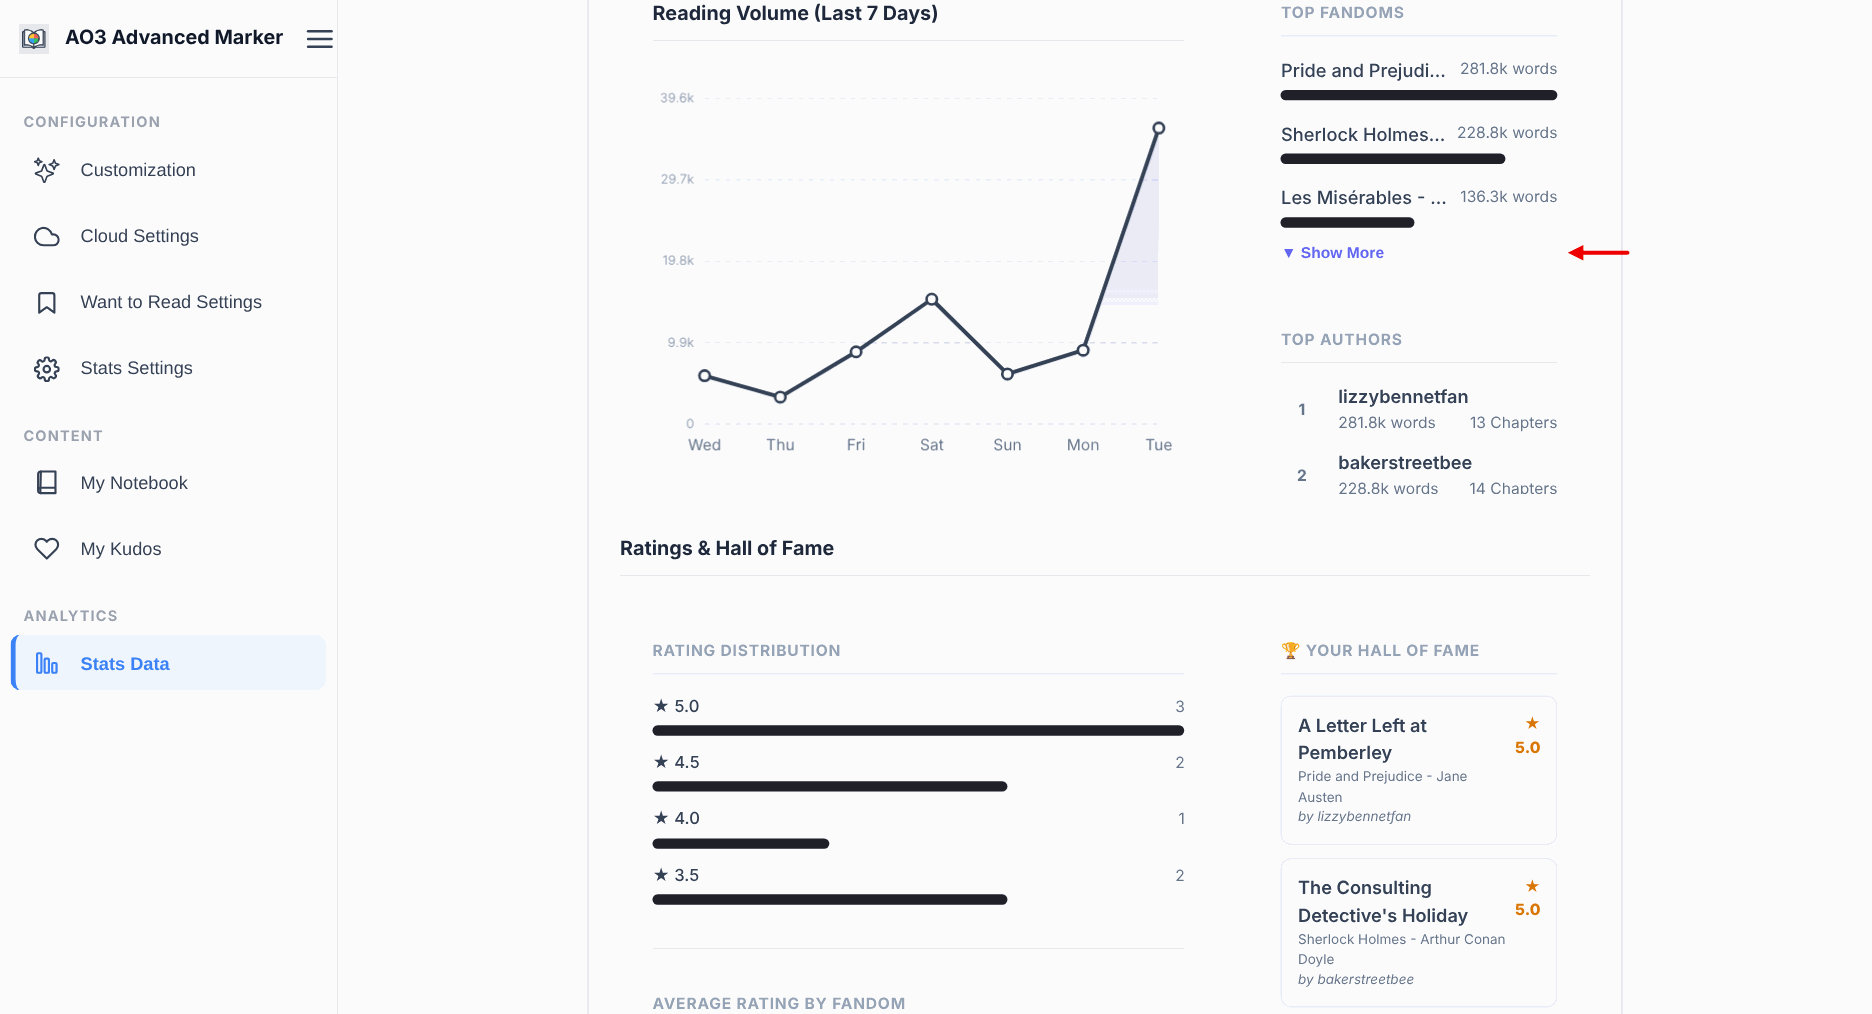 AO3 Advanced Marker
CONFIGURATION
Customization
Cloud Settings
Want to Read Settings
Stats Settings
CONTENT
My Notebook
My Kudos
ANALYTICS
Stats Data
Reading Volume (Last 7 Days)
39.6k
29.7k
19.8k
9.9k
0
Wed Thu Fri Sat Sun Mon Tue
TOP FANDOMS
Pride and Prejudi... 281.8k words
Sherlock Holmes... 228.8k words
Les Misérables - ... 136.3k words
▼ Show More
TOP AUTHORS
1 lizzybennetfan
281.8k words 13 Chapters
2 bakerstreetbee
228.8k words 14 Chapters
Ratings & Hall of Fame
RATING DISTRIBUTION
★ 5.0 3
★ 4.5 2
★ 4.0 1
★ 3.5 2
AVERAGE RATING BY FANDOM
🏆 YOUR HALL OF FAME
A Letter Left at ★
Pemberley 5.0
Pride and Prejudice - Jane
Austen
by lizzybennetfan
The Consulting ★
Detective's Holiday 5.0
Sherlock Holmes - Arthur Conan
Doyle
by bakerstreetbee